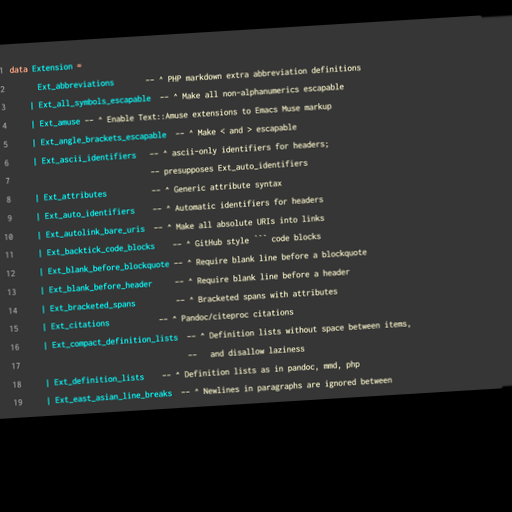 1 data Extension =
2 Ext_abbreviations -- ^ PHP markdown extra abbreviation definitions
3 | Ext_all_symbols_escapable -- ^ Make all non-alphanumerics escapable
4 | Ext_amuse -- ^ Enable Text::Amuse extensions to Emacs Muse markup
5 | Ext_angle_brackets_escapable -- ^ Make < and > escapable
6 | Ext_ascii_identifiers -- ^ ascii-only identifiers for headers;
7 -- presupposes Ext_auto_identifiers
8 | Ext_attributes -- ^ Generic attribute syntax
9 | Ext_auto_identifiers -- ^ Automatic identifiers for headers
10 | Ext_autolink_bare_uris -- ^ Make all absolute URIs into links
11 | Ext_backtick_code_blocks -- ^ GitHub style ``` code blocks
12 | Ext_blank_before_blockquote -- ^ Require blank line before a blockquote
13 | Ext_blank_before_header -- ^ Require blank line before a header
14 | Ext_bracketed_spans -- ^ Bracketed spans with attributes
15 | Ext_citations -- ^ Pandoc/citeproc citations
16 | Ext_compact_definition_lists -- ^ Definition lists without space between items,
17 -- and disallow laziness
18 | Ext_definition_lists -- ^ Definition lists as in pandoc, mmd, php
19 | Ext_east_asian_line_breaks -- ^ Newlines in paragraphs are ignored between